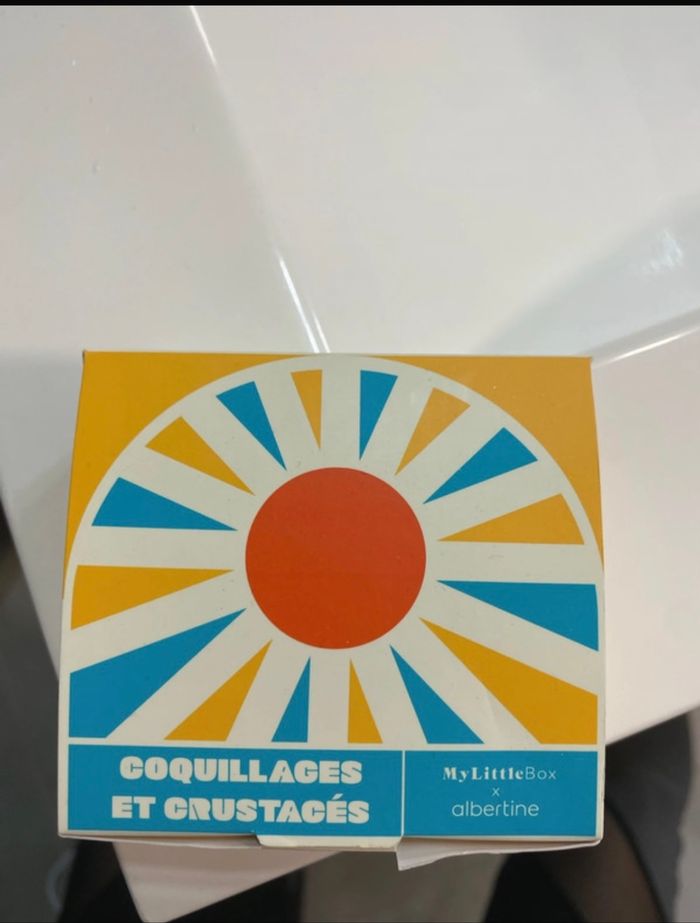 COQUILLAGES
ET CRUSTACÉS
MyLittleBox
x
albertine